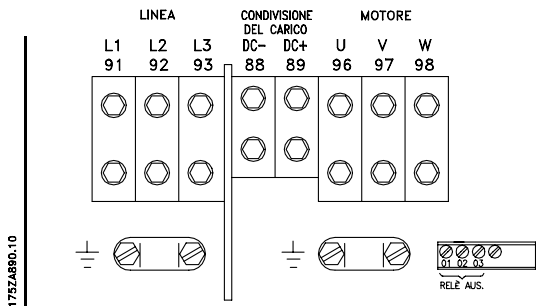 LINEA
CONDIVISIONE
DEL CARICO
MOTORE
L1 L2 L3 DC- DC+ U V W
91 92 93 88 89 96 97 98
01 02 03
RELÈ AUS.
175ZA890.10